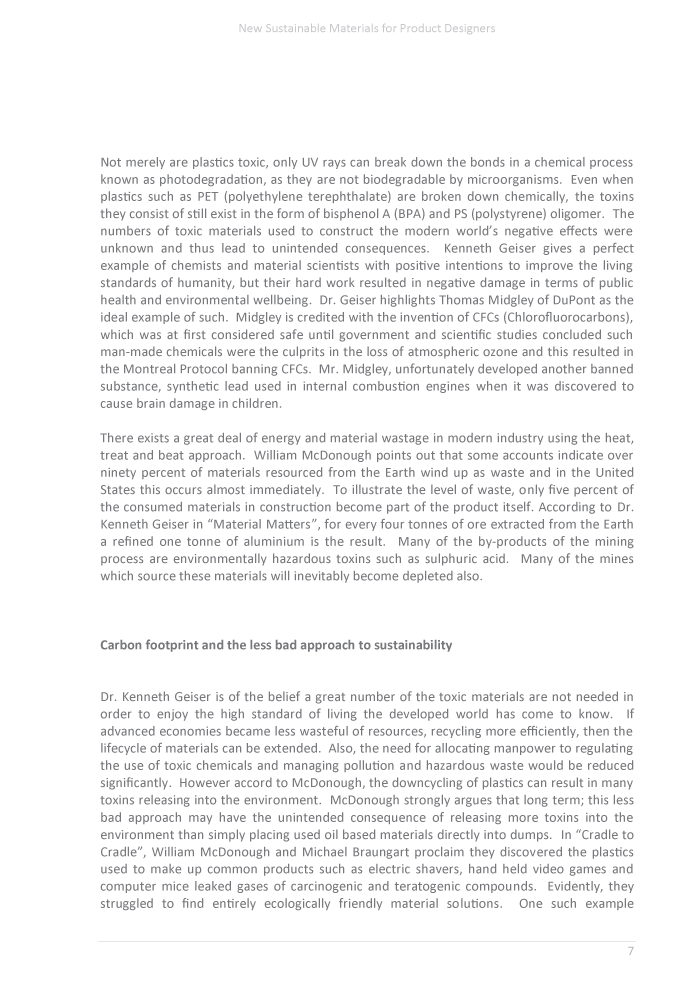 New Sustainable Materials for Product Designers
Not merely are plastics toxic, only UV rays can break down the bonds in a chemical process
known as photodegradation, as they are not biodegradable by microorganisms.  Even when
plastics such as PET (polyethylene terephthalate) are broken down chemically, the toxins
they consist of still exist in the form of bisphenol A (BPA) and PS (polystyrene) oligomer.  The
numbers of toxic materials used to construct the modern world's negative effects were
unknown and thus lead to unintended consequences.  Kenneth Geiser gives a perfect
example of chemists and material scientists with positive intentions to improve the living
standards of humanity, but their hard work resulted in negative damage in terms of public
health and environmental wellbeing.  Dr. Geiser highlights Thomas Midgley of DuPont as the
ideal example of such.  Midgley is credited with the invention of CFCs (Chlorofluorocarbons),
which was at first considered safe until government and scientific studies concluded such
man-made chemicals were the culprits in the loss of atmospheric ozone and this resulted in
the Montreal Protocol banning CFCs.  Mr. Midgley, unfortunately developed another banned
substance, synthetic lead used in internal combustion engines when it was discovered to
cause brain damage in children.
There exists a great deal of energy and material wastage in modern industry using the heat,
treat and beat approach.  William McDonough points out that some accounts indicate over
ninety percent of materials resourced from the Earth wind up as waste and in the United
States this occurs almost immediately.  To illustrate the level of waste, only five percent of
the consumed materials in construction become part of the product itself. According to Dr.
Kenneth Geiser in "Material Matters", for every four tonnes of ore extracted from the Earth
a refined one tonne of aluminium is the result.  Many of the by-products of the mining
process are environmentally hazardous toxins such as sulphuric acid.  Many of the mines
which source these materials will inevitably become depleted also.
Carbon footprint and the less bad approach to sustainability
Dr. Kenneth Geiser is of the belief a great number of the toxic materials are not needed in
order to enjoy the high standard of living the developed world has come to know.  If
advanced economies became less wasteful of resources, recycling more efficiently, then the
lifecycle of materials can be extended.  Also, the need for allocating manpower to regulating
the use of toxic chemicals and managing pollution and hazardous waste would be reduced
significantly.  However accord to McDonough, the downcycling of plastics can result in many
toxins releasing into the environment.  McDonough strongly argues that long term; this less
bad approach may have the unintended consequence of releasing more toxins into the
environment than simply placing used oil based materials directly into dumps.  In "Cradle to
Cradle", William McDonough and Michael Braungart proclaim they discovered the plastics
used to make up common products such as electric shavers, hand held video games and
computer mice leaked gases of carcinogenic and teratogenic compounds.  Evidently, they
struggled to find entirely ecologically friendly material solutions.  One such example
7